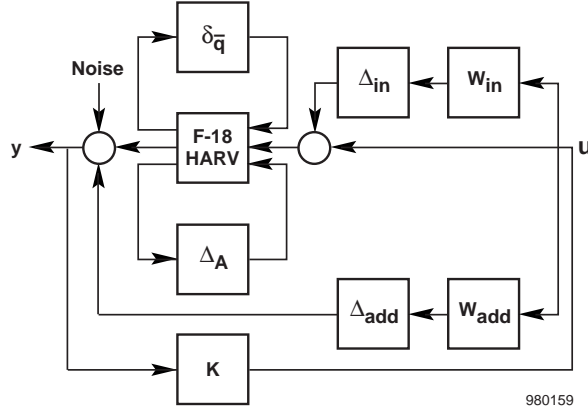 δq̅
Noise
Δin
Win
F-18
HARV
y
u
ΔA
Δadd
Wadd
K
980159